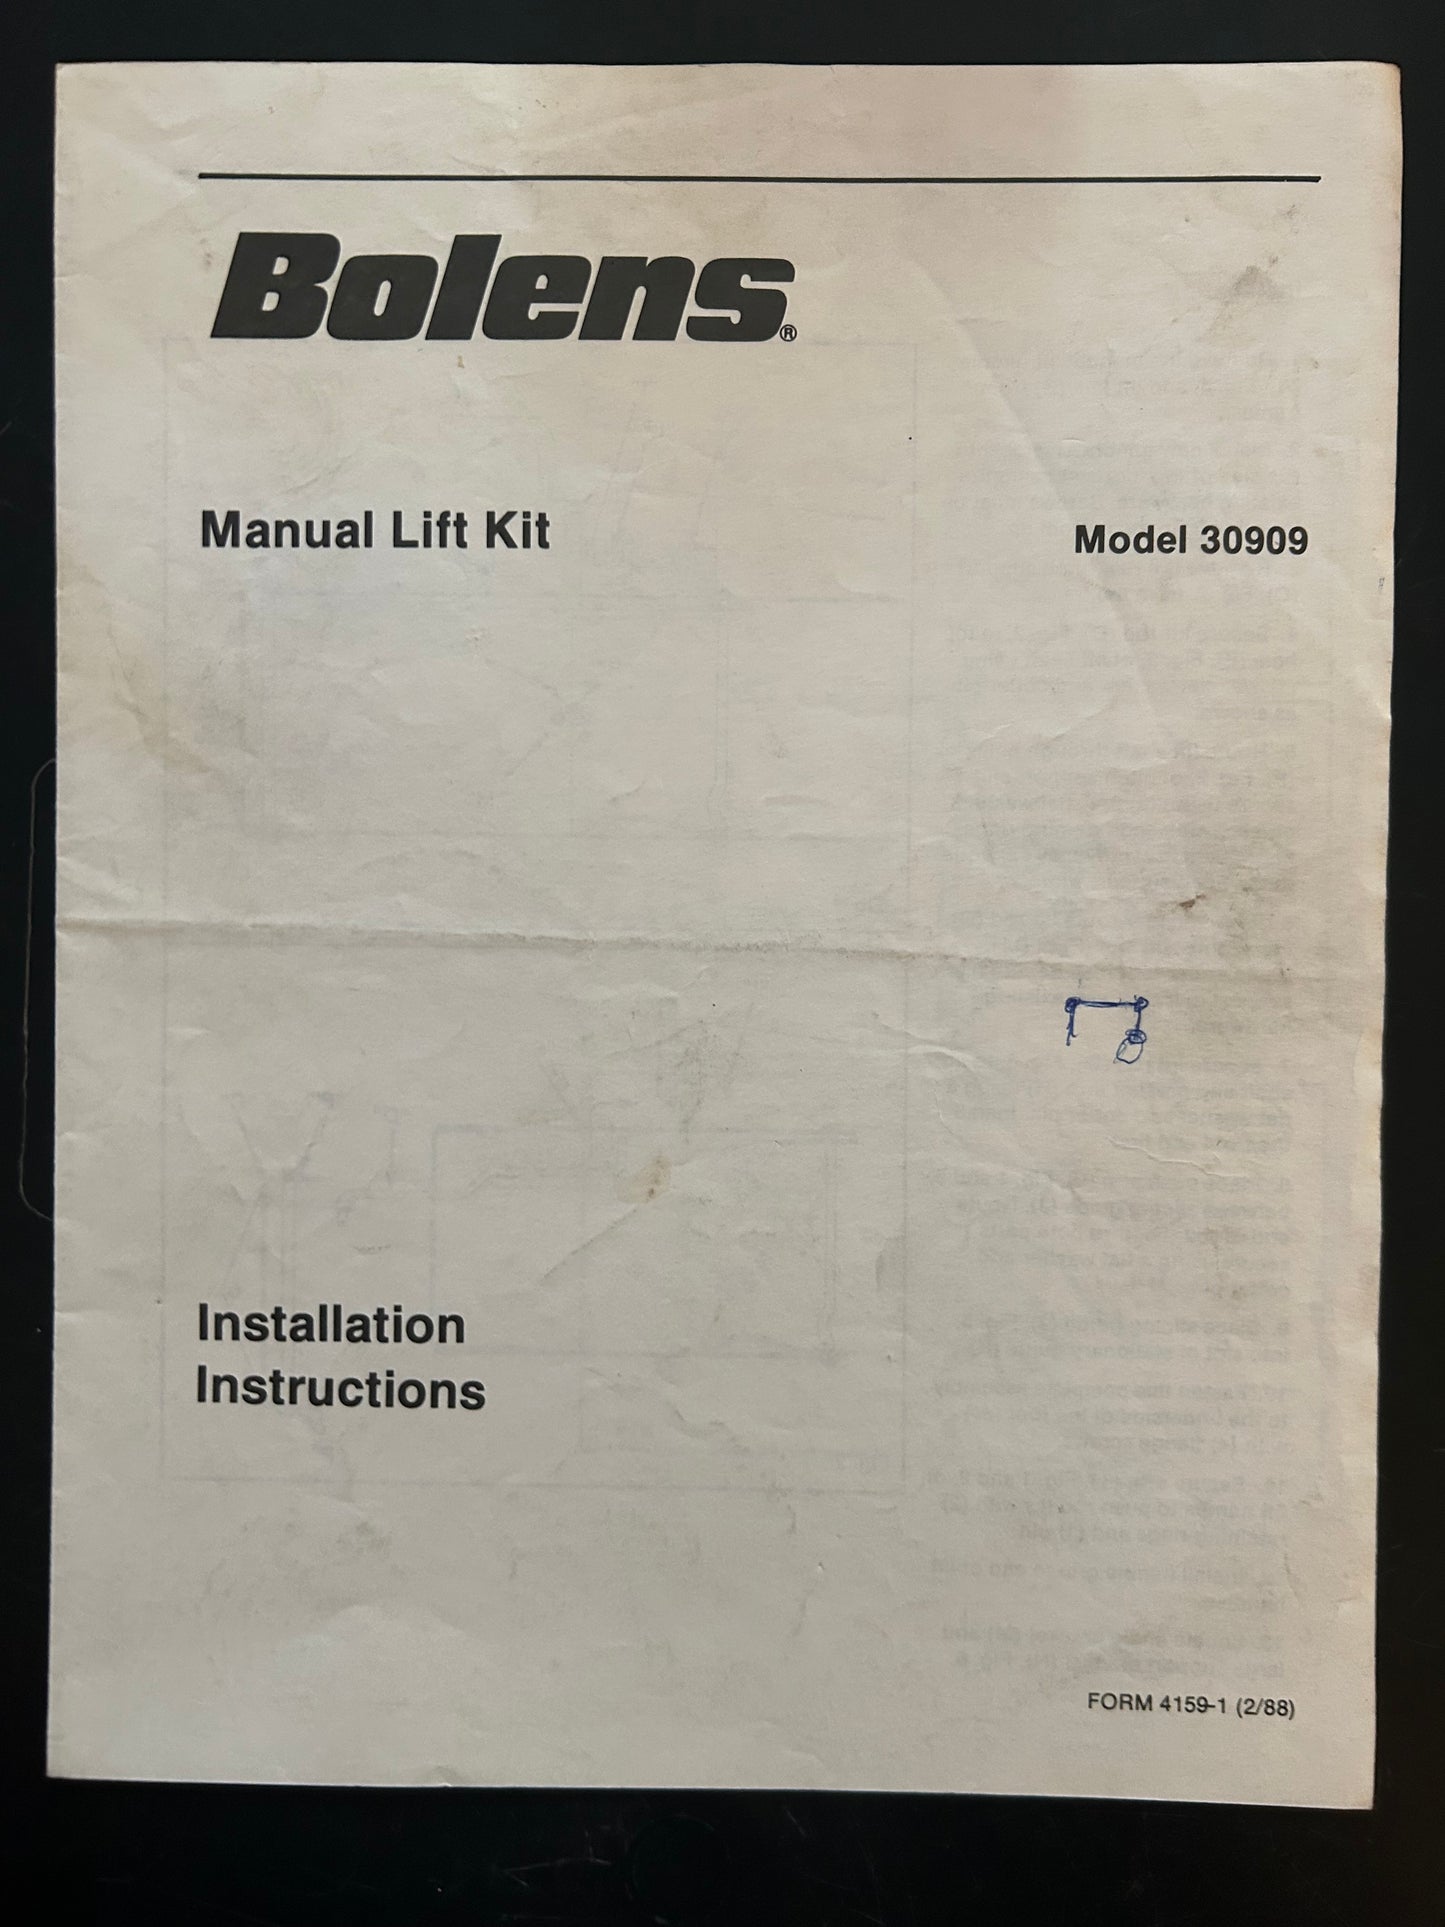 Bolens®
Manual Lift Kit
Model 30909
Installation
Instructions
FORM 4159-1 (2/88)